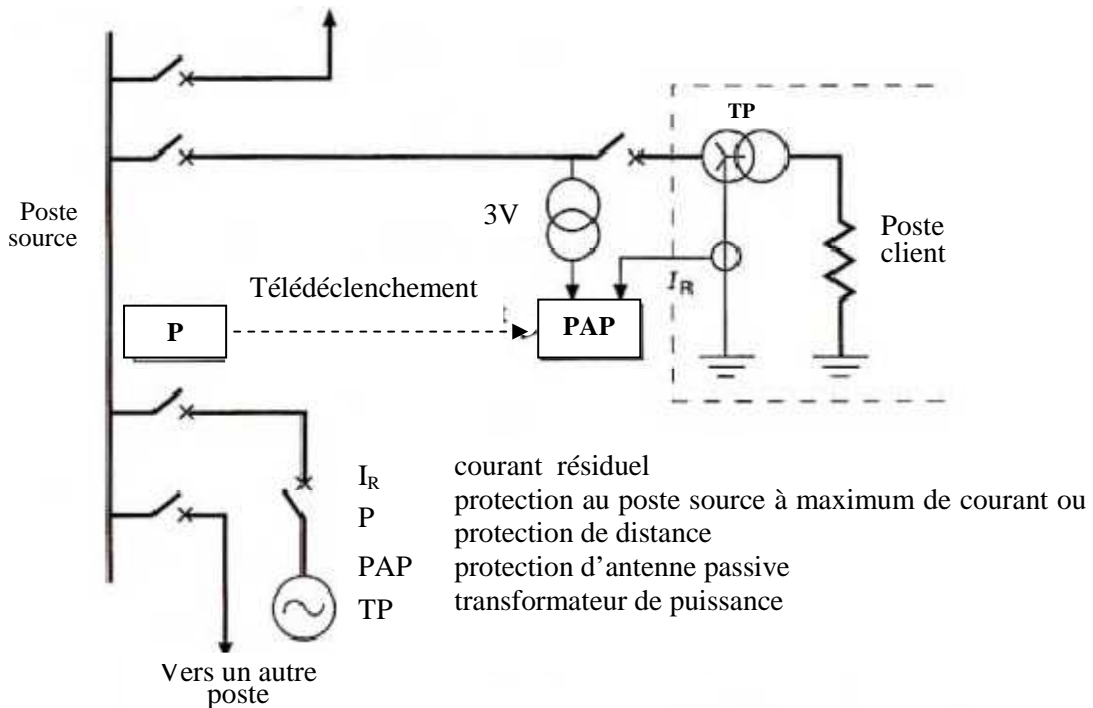 TP
Poste
source
3V
Poste
client
I_R
Télédéclenchement
P
PAP
I_R courant résiduel
P protection au poste source à maximum de courant ou
protection de distance
PAP protection d’antenne passive
TP transformateur de puissance
Vers un autre
poste